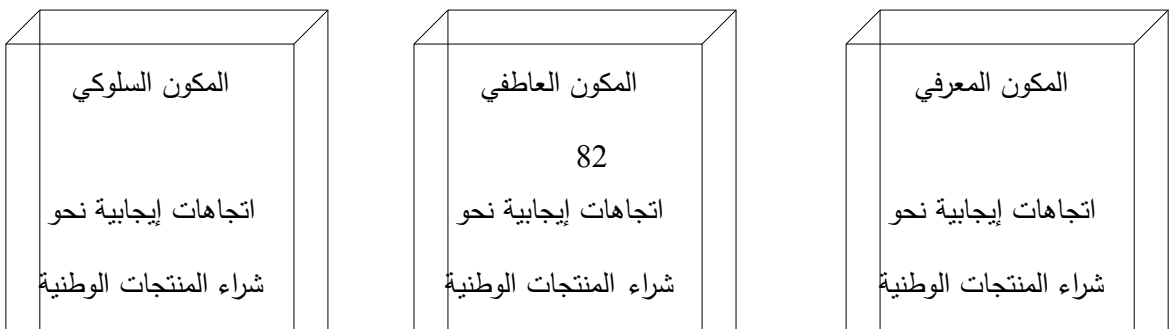 المكون المعرفي
اتجاهات إيجابية نحو
شراء المنتجات الوطنية
المكون العاطفي
82
اتجاهات إيجابية نحو
شراء المنتجات الوطنية
المكون السلوكي
اتجاهات إيجابية نحو
شراء المنتجات الوطنية